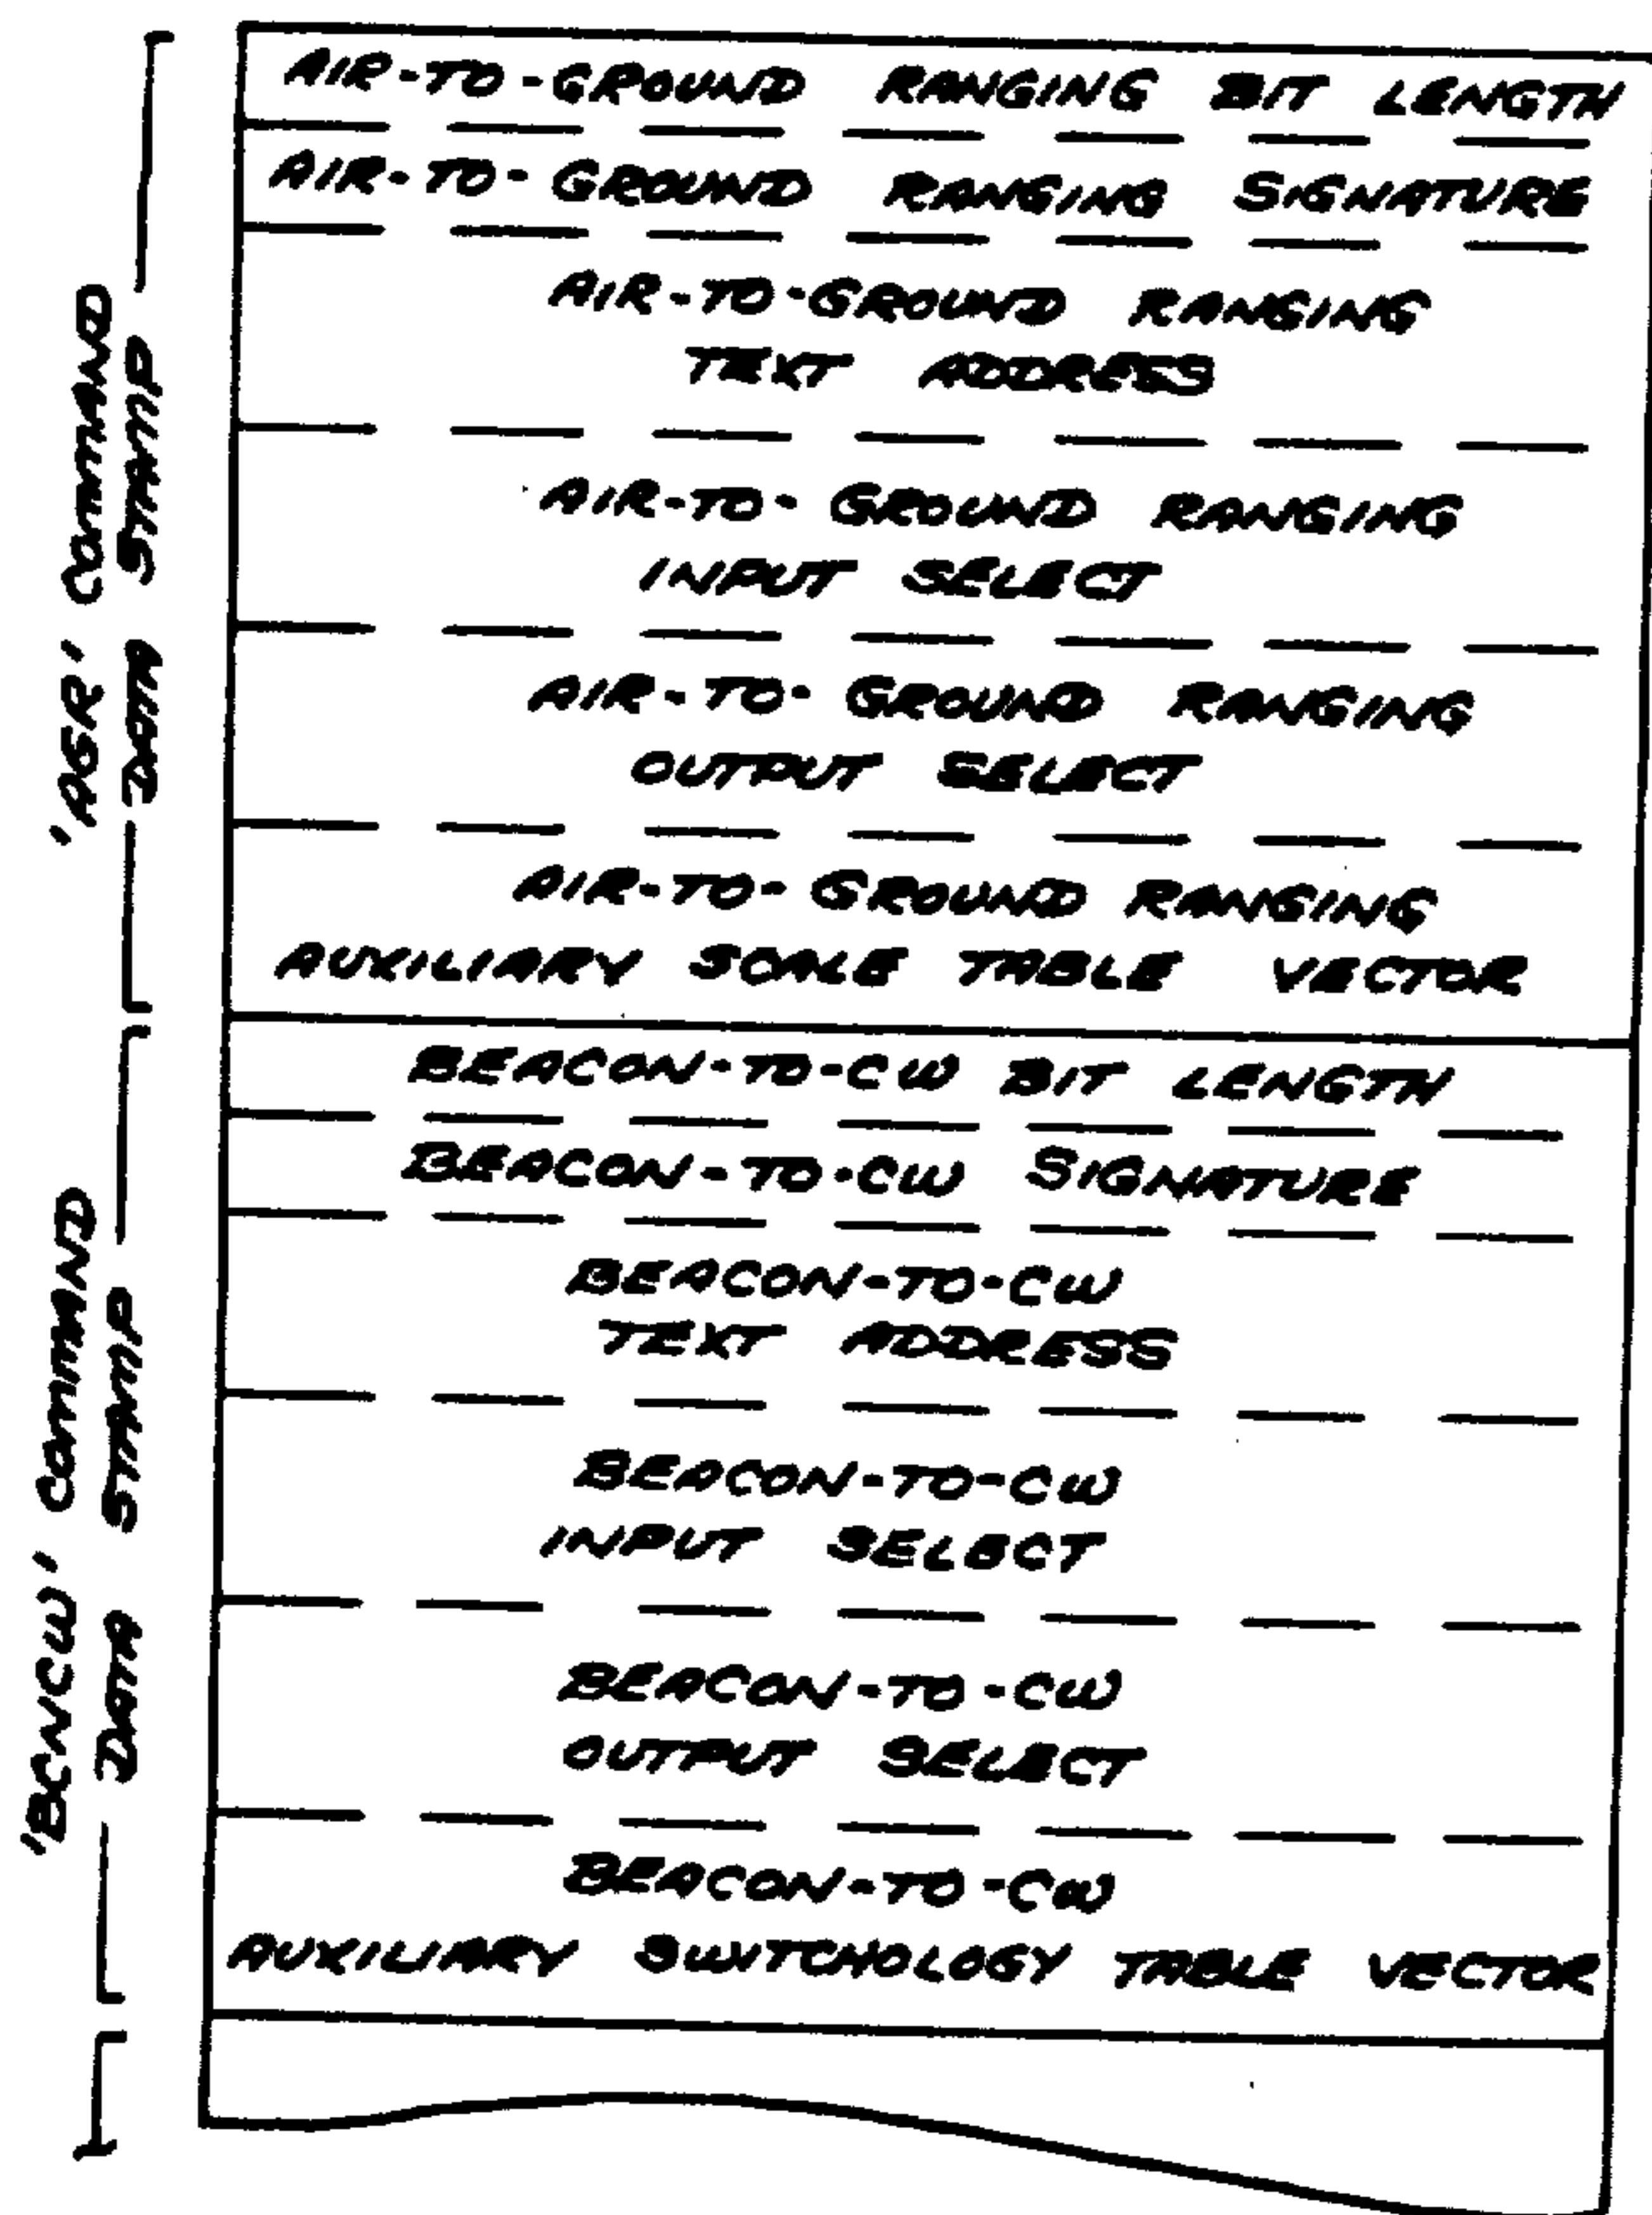 'AGR' COMMAND
DATA STAMP
AIR-TO-GROUND RANGING BIT LENGTH
AIR-TO-GROUND RANGING SIGNATURE
AIR-TO-GROUND RANGING
TEXT ADDRESS
AIR-TO-GROUND RANGING
INPUT SELECT
AIR-TO-GROUND RANGING
OUTPUT SELECT
AIR-TO-GROUND RANGING
AUXILIARY SCALE TABLE VECTOR
'BCNCW' COMMAND
DATA STAMP
BEACON-TO-CW BIT LENGTH
BEACON-TO-CW SIGNATURE
BEACON-TO-CW
TEXT ADDRESS
BEACON-TO-CW
INPUT SELECT
BEACON-TO-CW
OUTPUT SELECT
BEACON-TO-CW
AUXILIARY SWITCHOLOGY TABLE VECTOR